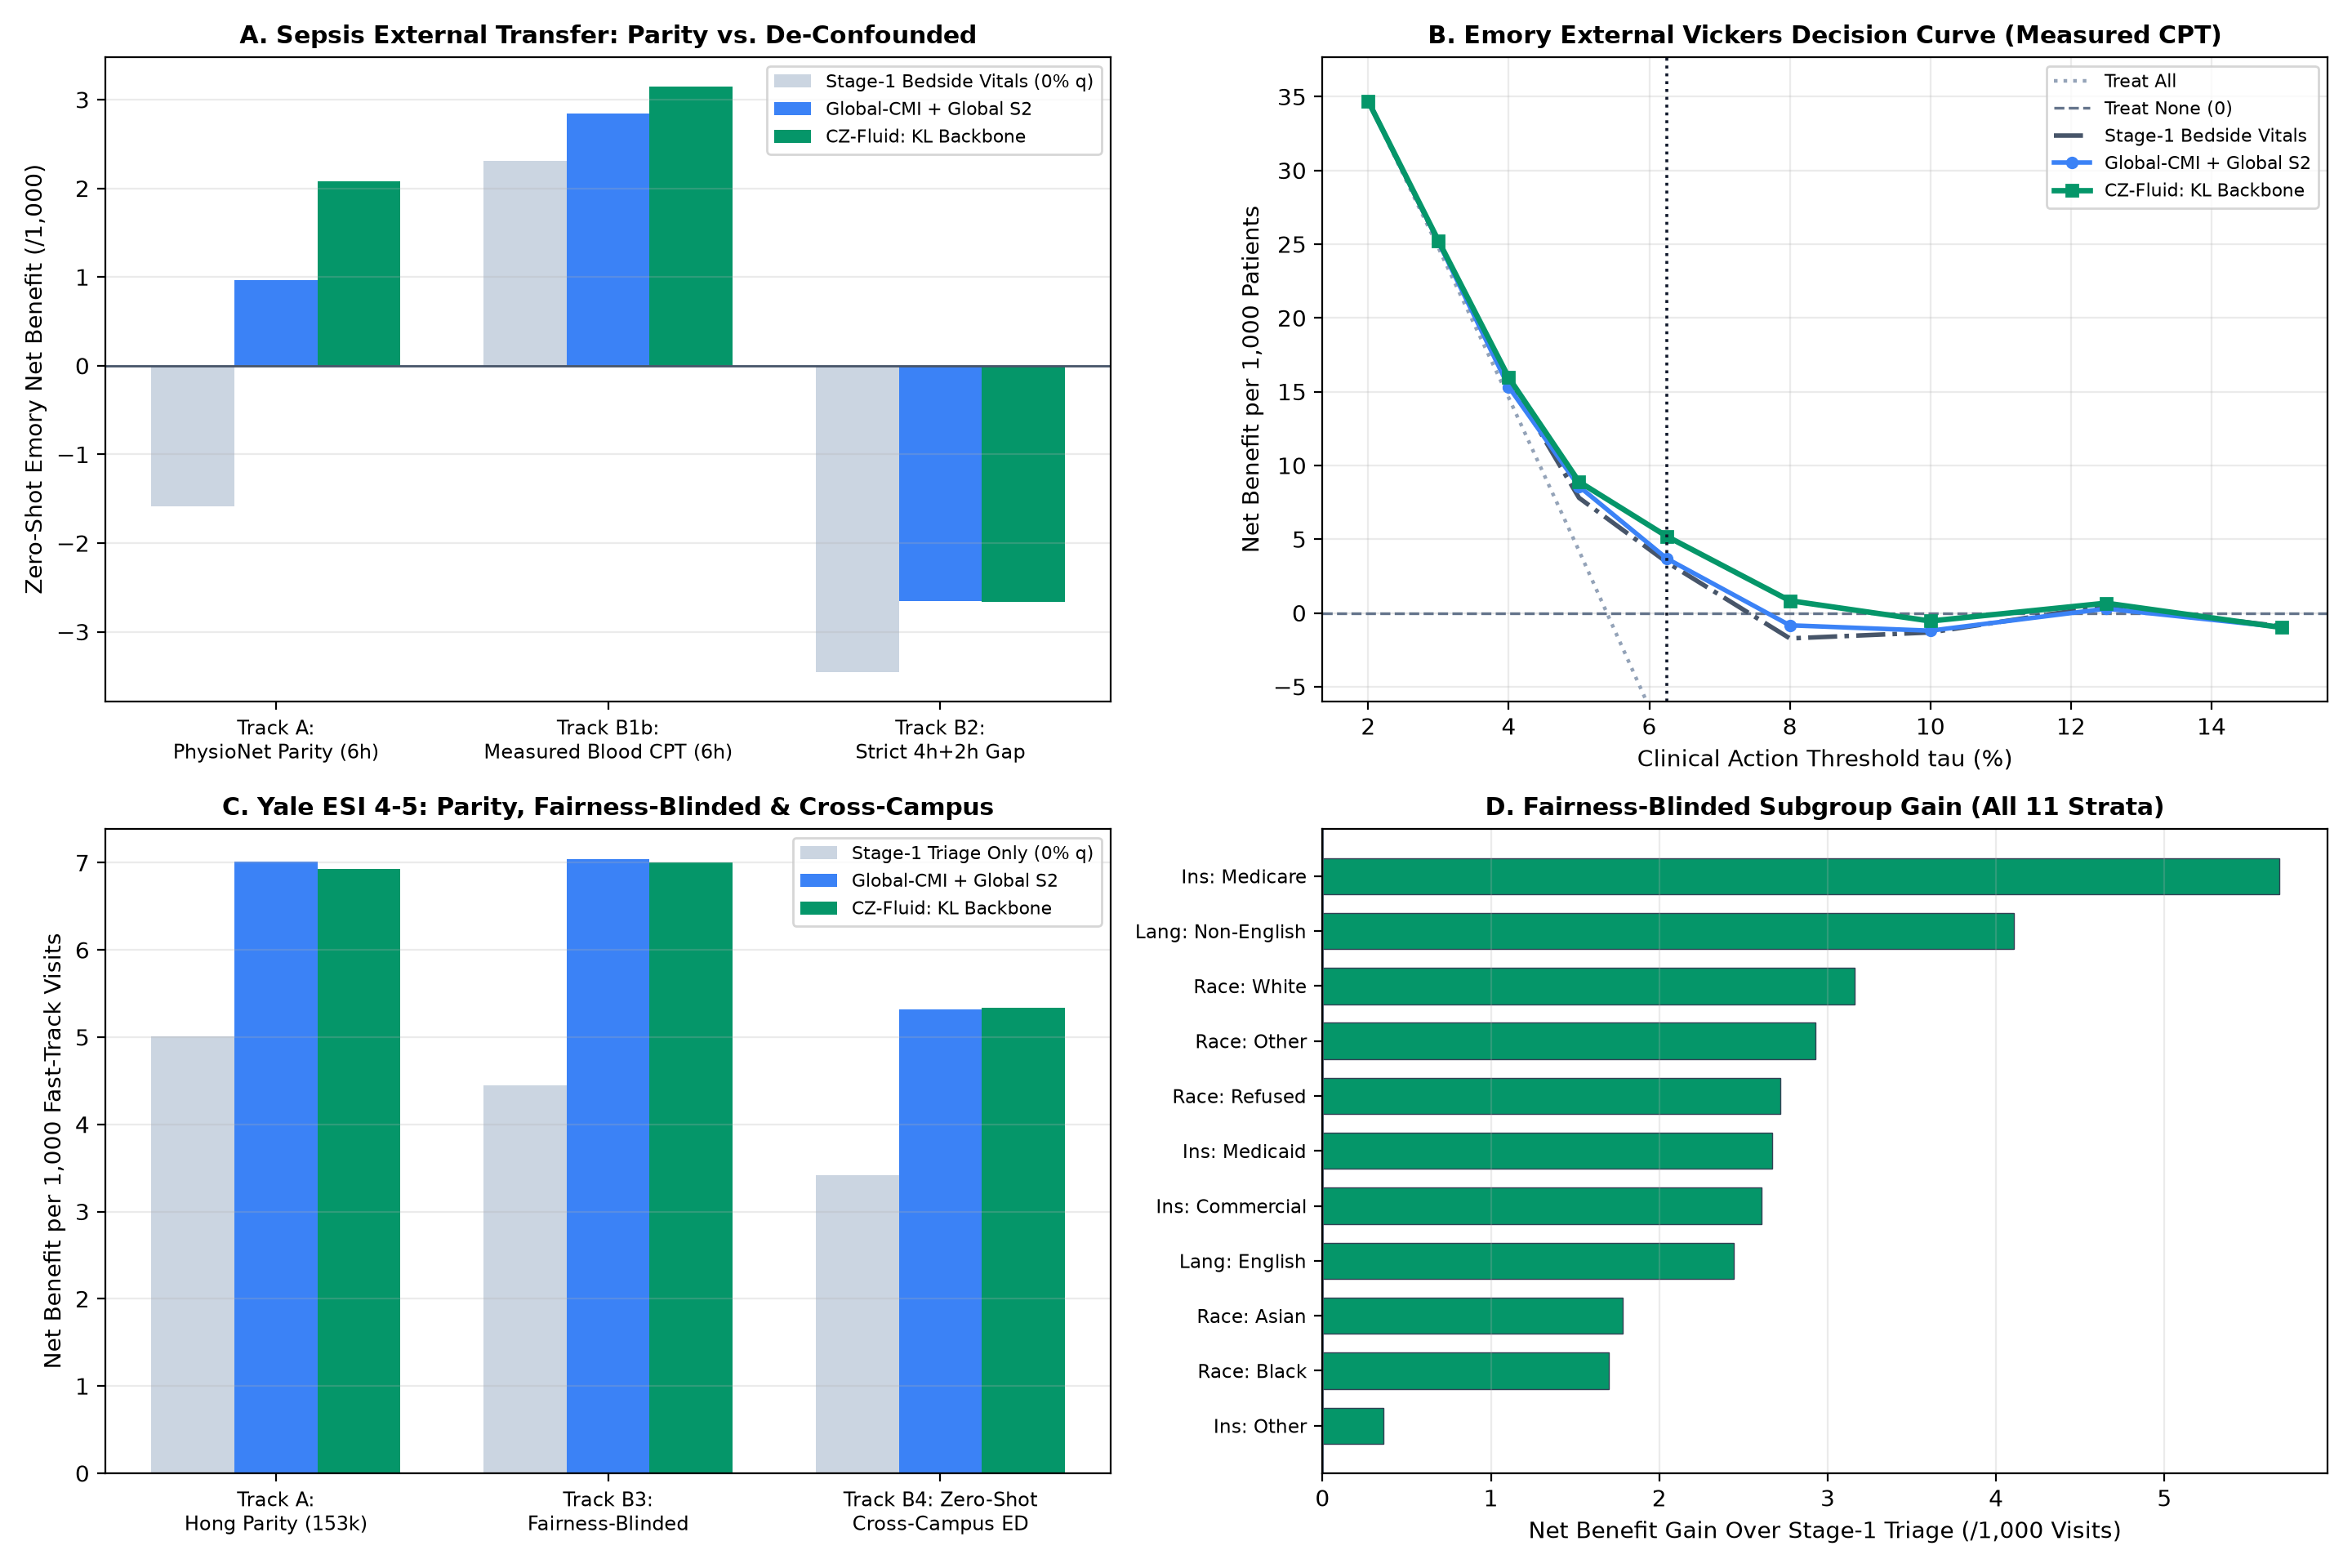 A. Sepsis External Transfer: Parity vs. De-Confounded
Zero-Shot Emory Net Benefit (/1,000)
3
2
1
0
−1
−2
−3
Stage-1 Bedside Vitals (0% q)
Global-CMI + Global S2
CZ-Fluid: KL Backbone
Track A:
PhysioNet Parity (6h)
Track B1b:
Measured Blood CPT (6h)
Track B2:
Strict 4h+2h Gap
B. Emory External Vickers Decision Curve (Measured CPT)
Net Benefit per 1,000 Patients
35
30
25
20
15
10
5
0
−5
Treat All
Treat None (0)
Stage-1 Bedside Vitals
Global-CMI + Global S2
CZ-Fluid: KL Backbone
2
4
6
8
10
12
14
Clinical Action Threshold tau (%)
C. Yale ESI 4-5: Parity, Fairness-Blinded & Cross-Campus
Net Benefit per 1,000 Fast-Track Visits
7
6
5
4
3
2
1
0
Stage-1 Triage Only (0% q)
Global-CMI + Global S2
CZ-Fluid: KL Backbone
Track A:
Hong Parity (153k)
Track B3:
Fairness-Blinded
Track B4: Zero-Shot
Cross-Campus ED
D. Fairness-Blinded Subgroup Gain (All 11 Strata)
Ins: Medicare
Lang: Non-English
Race: White
Race: Other
Race: Refused
Ins: Medicaid
Ins: Commercial
Lang: English
Race: Asian
Race: Black
Ins: Other
0
1
2
3
4
5
Net Benefit Gain Over Stage-1 Triage (/1,000 Visits)